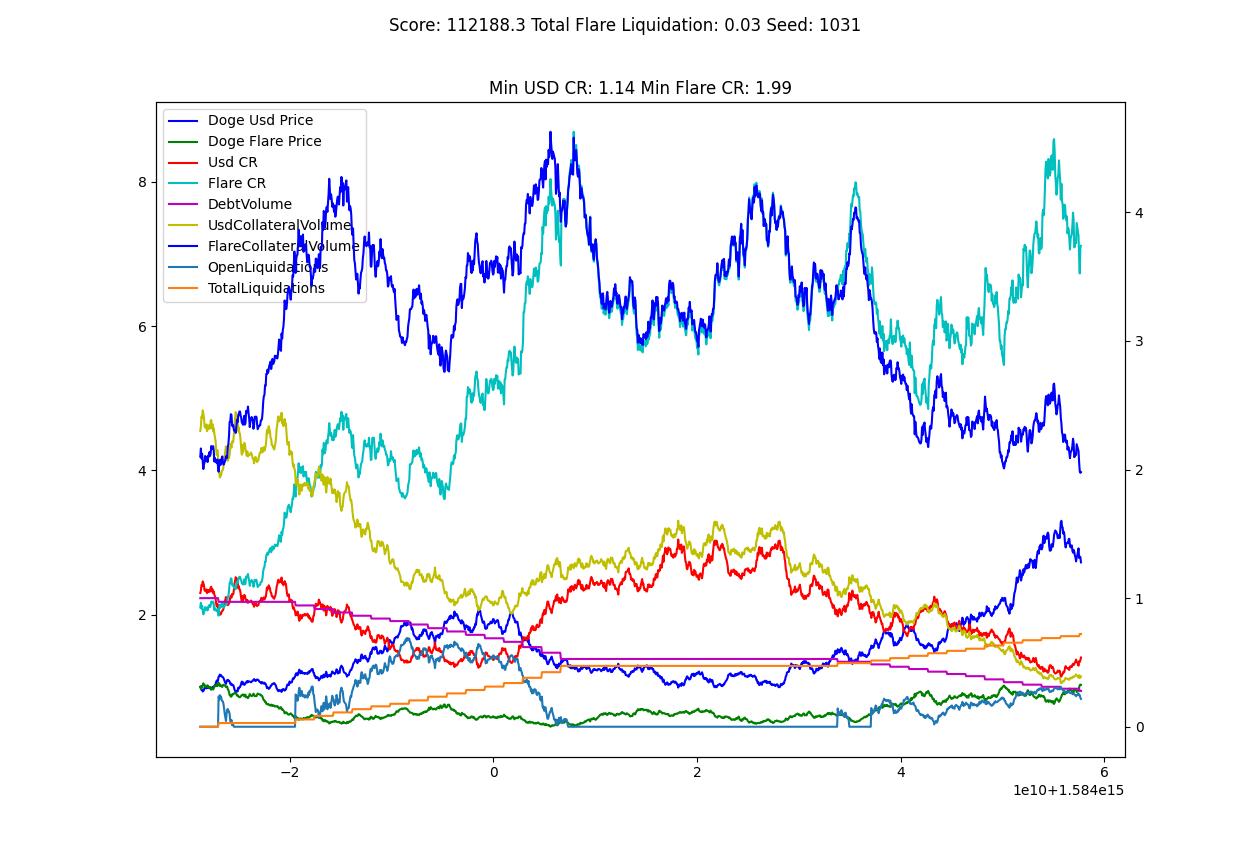 Score: 112188.3 Total Flare Liquidation: 0.03 Seed: 1031
Min USD CR: 1.14 Min Flare CR: 1.99
Doge Usd Price
Doge Flare Price
Usd CR
Flare CR
DebtVolume
UsdCollateralVolume
FlareCollateralVolume
OpenLiquidations
TotalLiquidations
8
6
4
2
4
3
2
1
0
−2
0
2
4
6
1e10+1.584e15